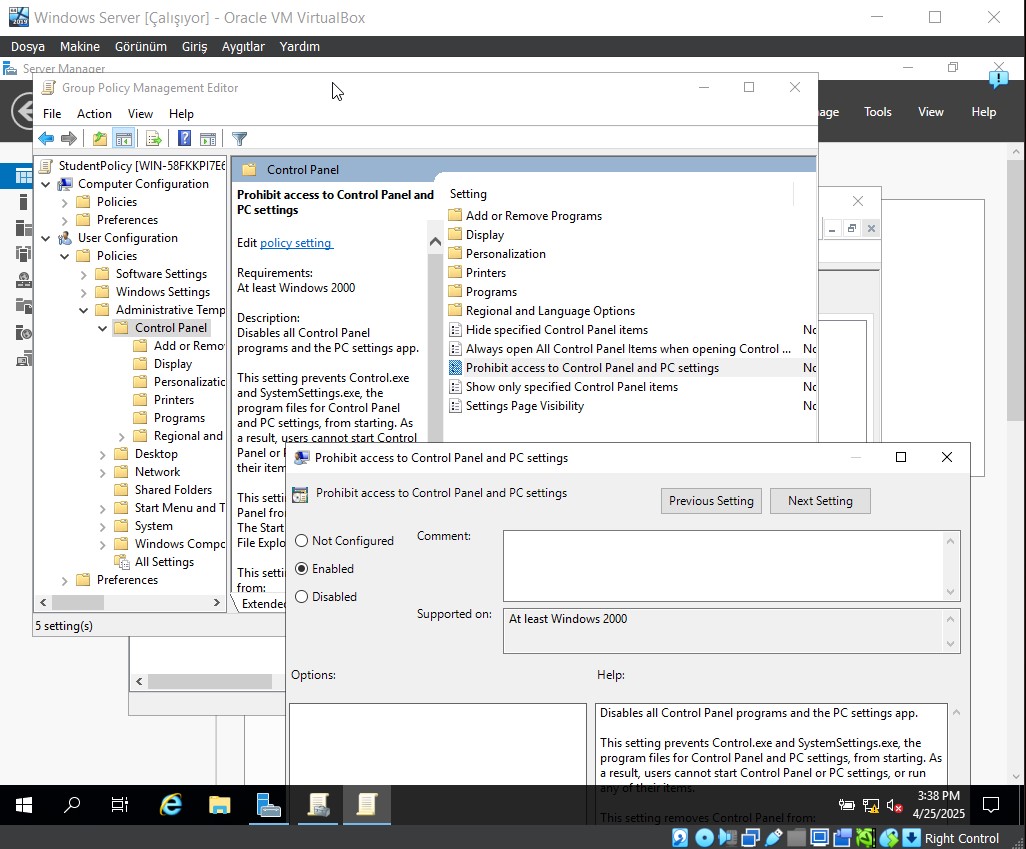 Windows Server [Çalışıyor] - Oracle VM VirtualBox
Dosya Makine Görünüm Giriş Aygıtlar Yardım
Server Manager
Group Policy Management Editor
File Action View Help
Tools View Help
StudentPolicy [WIN-58FKKPI7E6
Computer Configuration
Policies
Preferences
User Configuration
Policies
Software Settings
Windows Settings
Administrative Temp
Control Panel
Add or Remo
Display
Personalizatic
Printers
Programs
Regional and
Desktop
Network
Shared Folders
Start Menu and T
System
Windows Compo
All Settings
Preferences
5 setting(s)
Control Panel
Prohibit access to Control Panel and
PC settings
Edit policy setting
Requirements:
At least Windows 2000
Description:
Disables all Control Panel
programs and the PC settings app.
This setting prevents Control.exe
and SystemSettings.exe, the
program files for Control Panel
and PC settings, from starting. As
a result, users cannot start Control
Panel or P
their item
This setti
Panel fro
The Start
File Explo
This setti
from:
Extende
Setting
Add or Remove Programs
Display
Personalization
Printers
Programs
Regional and Language Options
Hide specified Control Panel items
Always open All Control Panel Items when opening Control ...
Prohibit access to Control Panel and PC settings
Show only specified Control Panel items
Settings Page Visibility
Prohibit access to Control Panel and PC settings
Prohibit access to Control Panel and PC settings
Previous Setting Next Setting
Not Configured
Enabled
Disabled
Comment:
Supported on:
At least Windows 2000
Options:
Help:
Disables all Control Panel programs and the PC settings app.
This setting prevents Control.exe and SystemSettings.exe, the
program files for Control Panel and PC settings, from starting. As
a result, users cannot start Control Panel or PC settings, or run
any of their items.
This setting removes Control Panel from:
3:38 PM
4/25/2025
Right Control